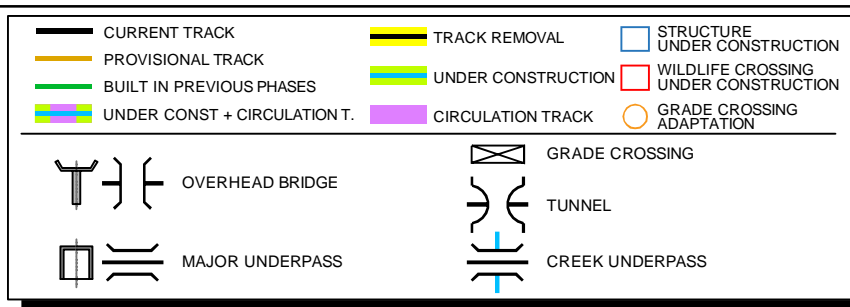 CURRENT TRACK
PROVISIONAL TRACK
BUILT IN PREVIOUS PHASES
UNDER CONST + CIRCULATION T.
TRACK REMOVAL
UNDER CONSTRUCTION
CIRCULATION TRACK
STRUCTURE
UNDER CONSTRUCTION
WILDLIFE CROSSING
UNDER CONSTRUCTION
GRADE CROSSING
ADAPTATION
OVERHEAD BRIDGE
MAJOR UNDERPASS
GRADE CROSSING
TUNNEL
CREEK UNDERPASS